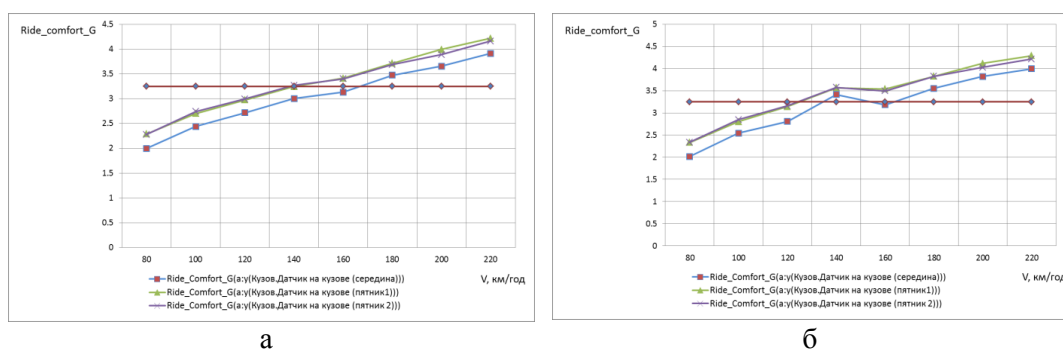 Ride_comfort_G
4.5
4
3.5
3
2.5
2
1.5
1
0.5
0
80 100 120 140 160 180 200 220
Ride_Comfort_G(a:y(Кузов.Датчик на кузове (середина)))
V, км/год
Ride_Comfort_G(a:y(Кузов.Датчик на кузове (пятник1)))
Ride_Comfort_G(a:y(Кузов.Датчик на кузове (пятник 2)))
а
Ride_comfort_G
5
4.5
4
3.5
3
2.5
2
1.5
1
0.5
0
80 100 120 140 160 180 200 220
Ride_Comfort_G(a:y(Кузов.Датчик на кузове (середина)))
V, км/год
Ride_Comfort_G(a:y(Кузов.Датчик на кузове (пятник1)))
Ride_Comfort_G(a:y(Кузов.Датчик на кузове (пятник 2)))
б